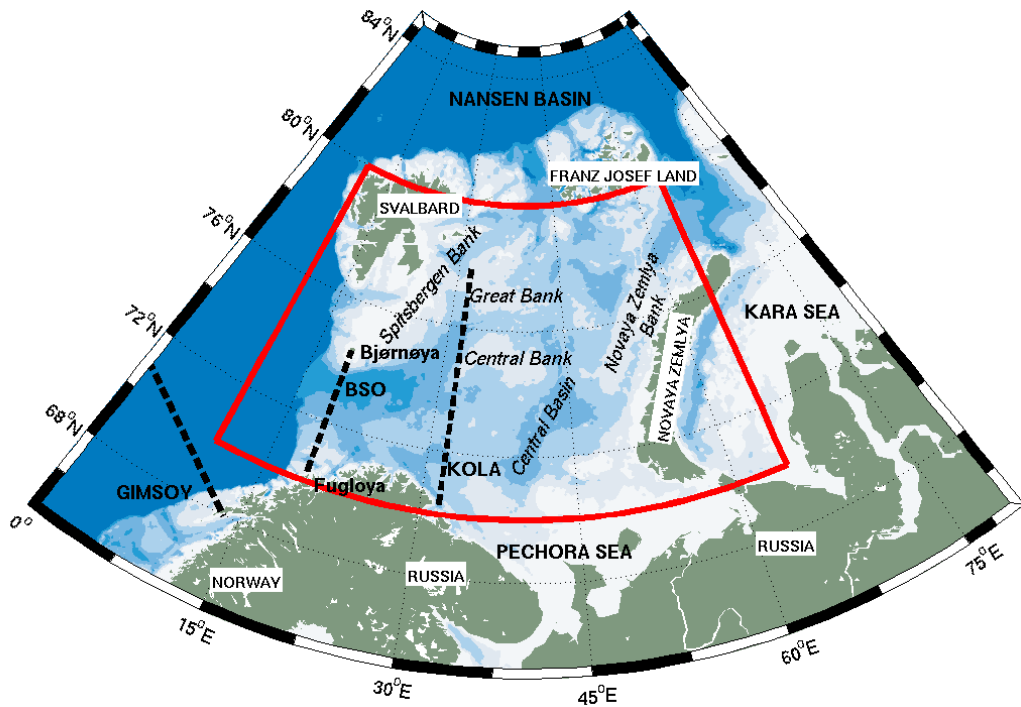 84°N
80°N
76°N
72°N
68°N
0°
15°E
30°E
45°E
60°E
75°E
NANSEN BASIN
FRANZ JOSEF LAND
SVALBARD
Spitsbergen Bank
Great Bank
Novaya Zemlya
Bank
KARA SEA
Bjørnøya
Central Bank
NOVAYA ZEMLYA
BSO
Central Basin
KOLA
Fugloya
GIMSOY
PECHORA SEA
RUSSIA
NORWAY
RUSSIA